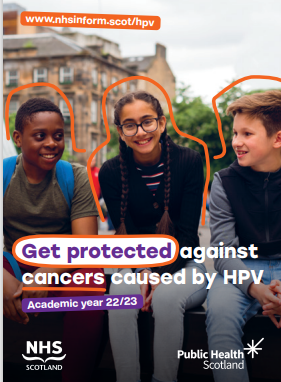 www.nhsinform.scot/hpv
Get protected against
cancers caused by HPV
Academic year 22/23
NHS
SCOTLAND
Public Health
Scotland